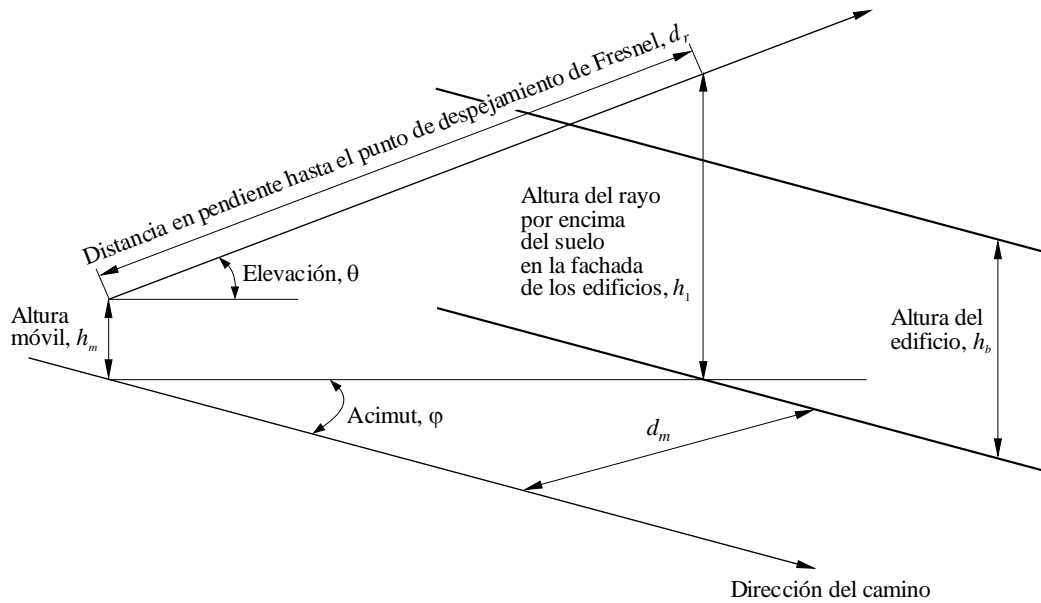 Distancia en pendiente hasta el punto de despejamiento de Fresnel, d_r
Altura del rayo
por encima
del suelo
en la fachada
de los edificios, h_1
Elevación, θ
Altura
móvil, h_m
Altura del
edificio, h_b
Acimut, φ
d_m
Dirección del camino